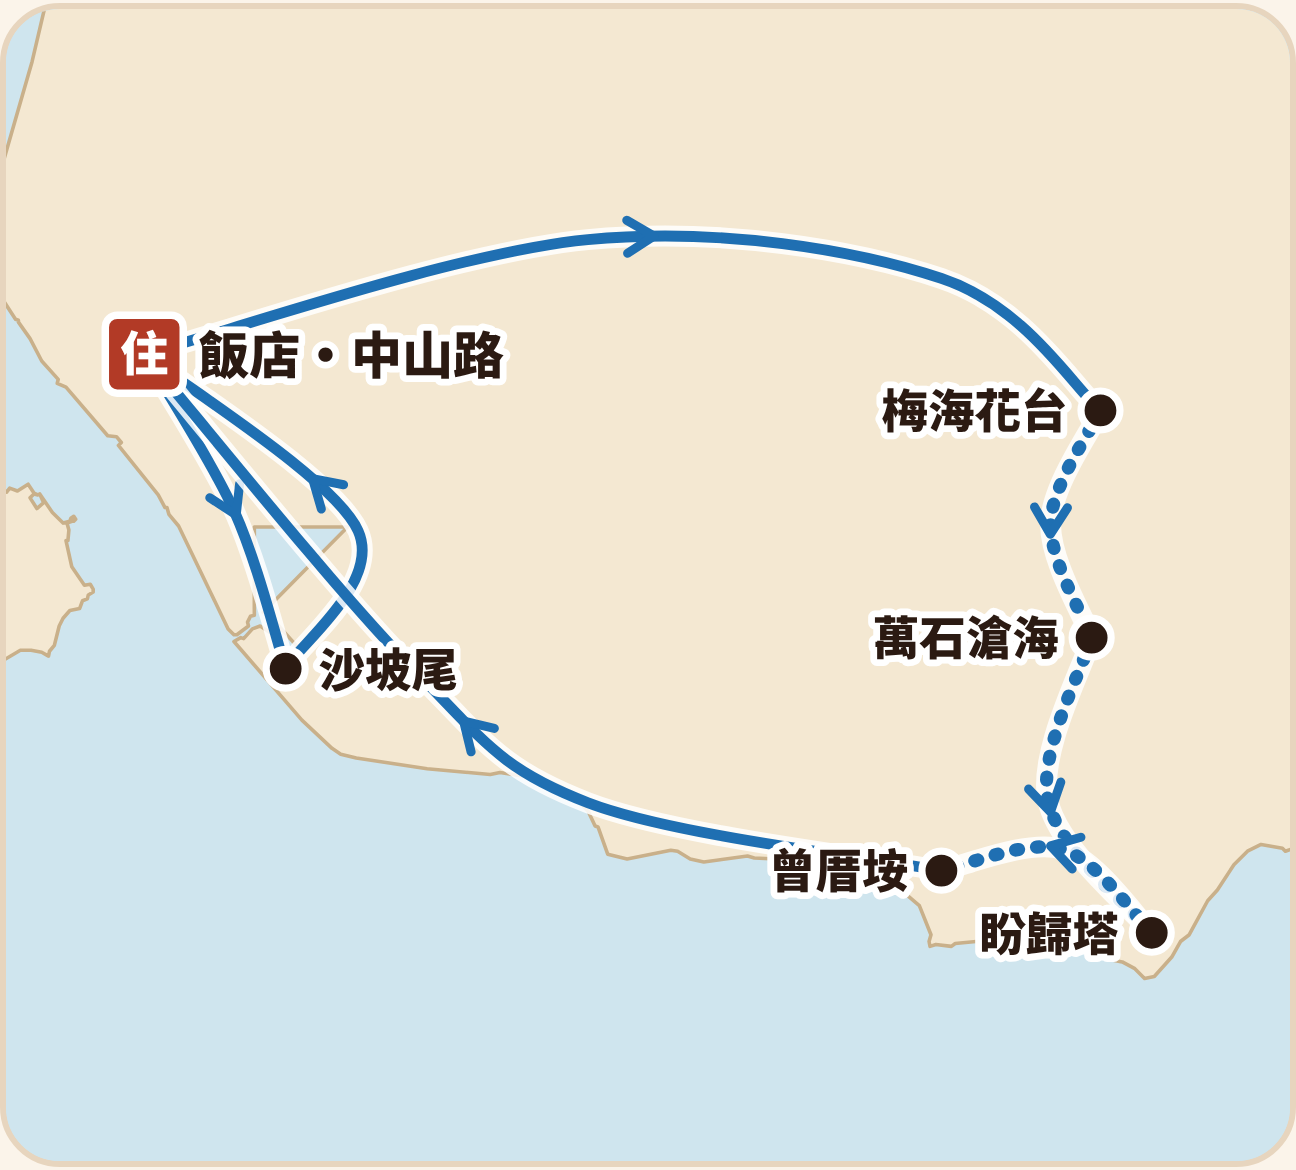 住 飯店・中山路
梅海花台
萬石滄海
沙坡尾
曾厝垵
盼歸塔